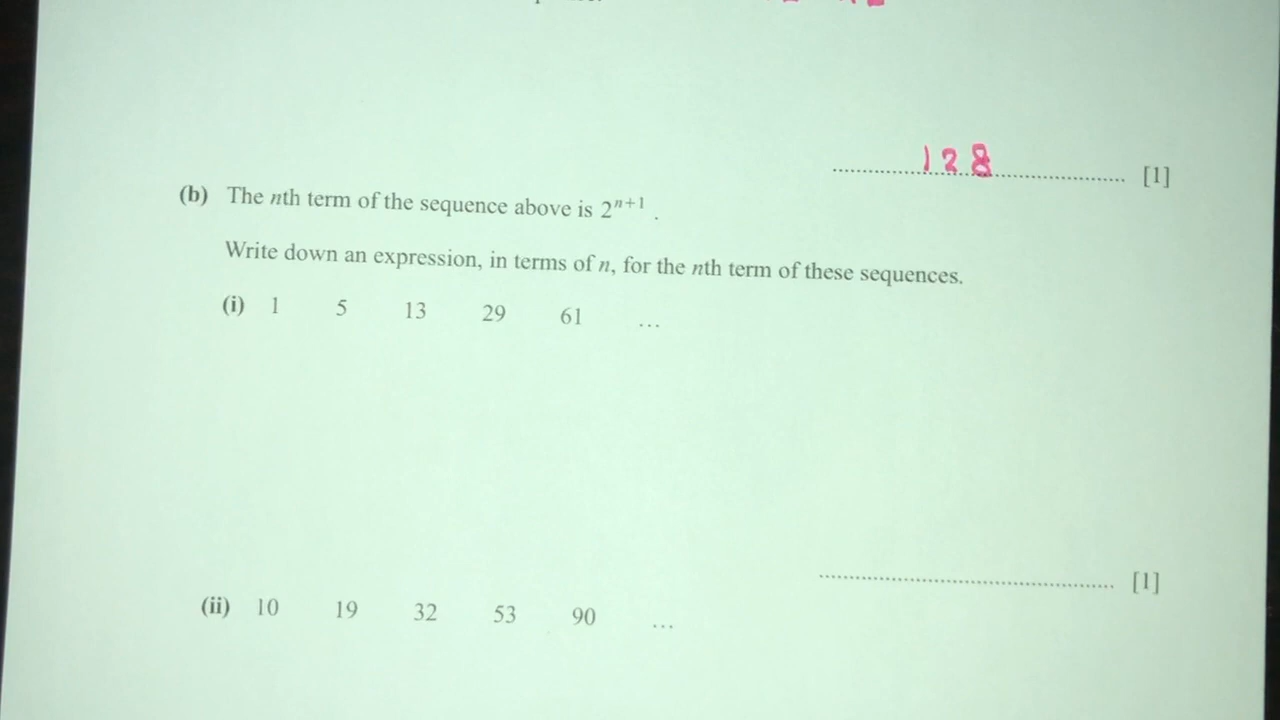 128
[1]
(b) The nth term of the sequence above is 2^{n+1} .
Write down an expression, in terms of n, for the nth term of these sequences.
(i) 1 5 13 29 61 ...
[1]
(ii) 10 19 32 53 90 ...